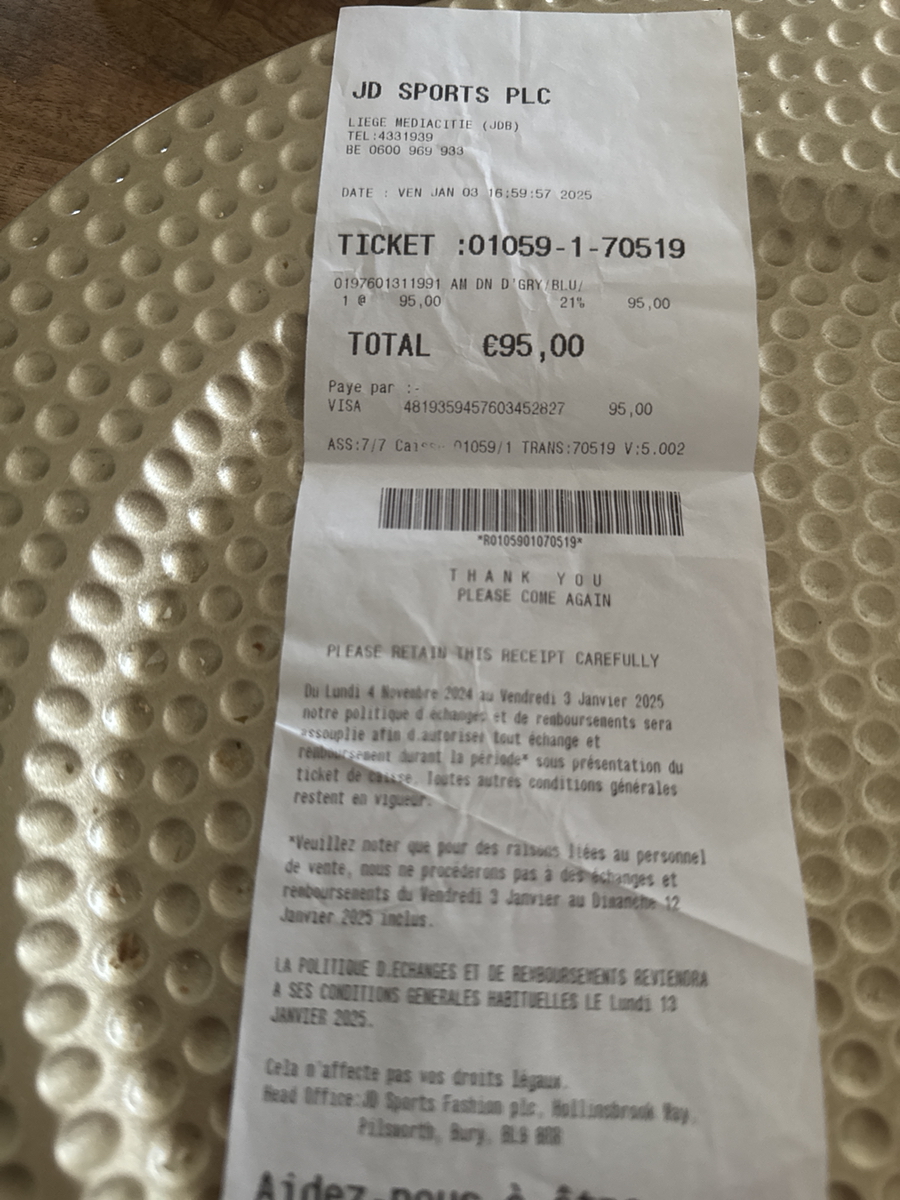 JD SPORTS PLC
LIEGE MEDIACITIE (JDB)
TEL:4331939
BE 0600 969 933
DATE : VEN JAN 03 16:59:57 2025
TICKET :01059-1-70519
0197601311991 AM DN D'GRY/BLU/
1 @ 95,00 21% 95,00
TOTAL €95,00
Paye par :-
VISA 4819359457603452827 95,00
ASS:7/7 01059/1 TRANS:70519 V:5.002
*R0105901070519*
THANK YOU
PLEASE COME AGAIN
PLEASE RETAIN THIS RECEIPT CAREFULLY
Du Lundi 4 Novembre 2024 au Vendredi 3 Janvier 2025
notre politique d'échanges et de remboursements sera
assouplie afin d.autoriser tout échange et
remboursement durant la période* sous présentation du
ticket de caisse. Toutes autres conditions générales
restent en vigueur.
*Veuillez noter que pour des raisons liées au personnel
de vente, nous ne procéderons pas à des échanges et
remboursements du Vendredi 3 Janvier au Dimanche 12
Janvier 2025 inclus.
LA POLITIQUE D.ECHANGES ET DE REMBOURSEMENTS REVIENDRA
A SES CONDITIONS GENERALES HABITUELLES LE Lundi 13
JANVIER 2025.
Cela n'affecte pas vos droits légaux.
Head Office:JD Sports Fashion plc, Hollinsbrook Way,
Pilsworth, Bury, BL9 8RR
Aidez-nous à